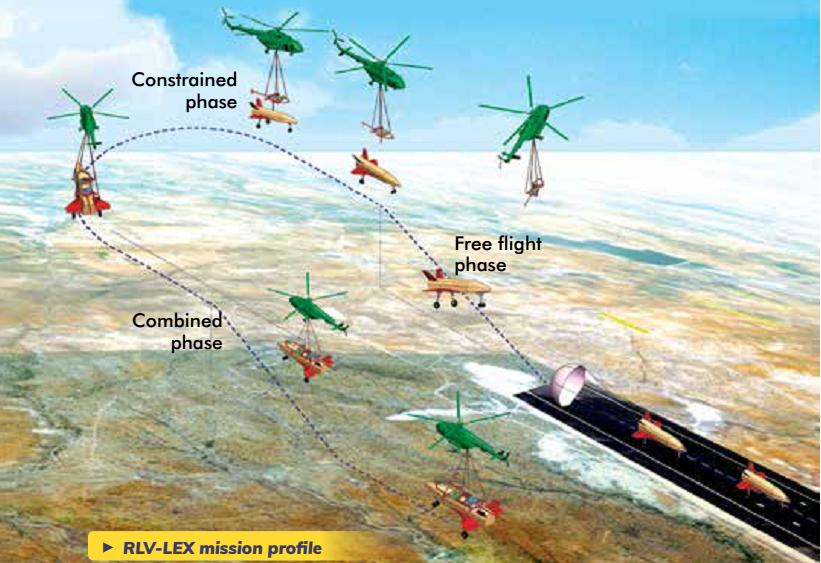 Constrained
phase
Free flight
phase
Combined
phase
► RLV-LEX mission profile